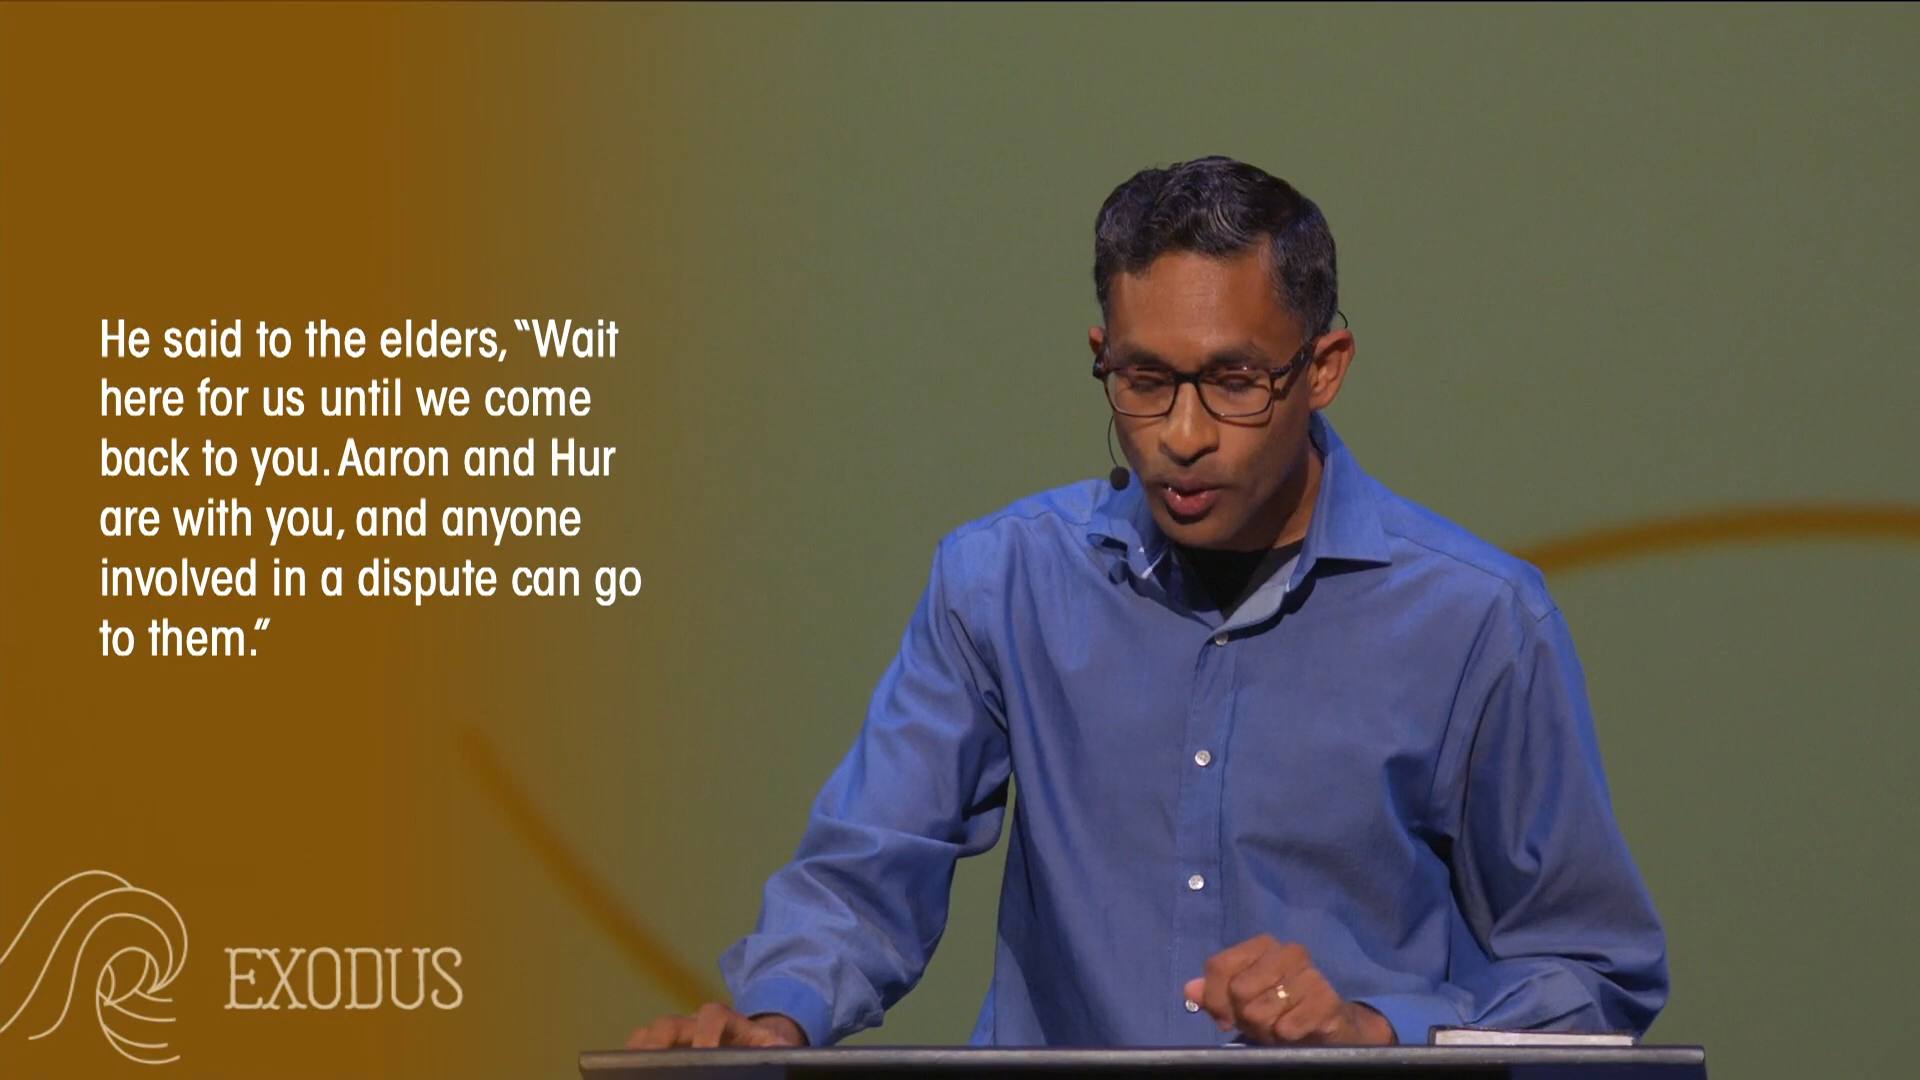 He said to the elders, “Wait
here for us until we come
back to you. Aaron and Hur
are with you, and anyone
involved in a dispute can go
to them.”
EXODUS